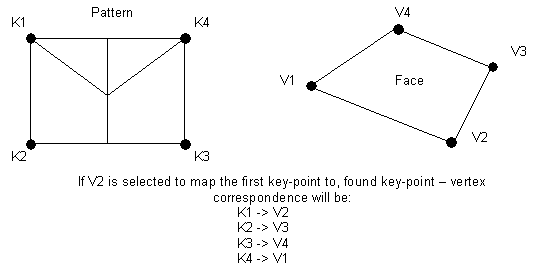 Pattern
K1
K4
K2
K3
V4
V3
V1
Face
V2
If V2 is selected to map the first key-point to, found key-point – vertex
correspondence will be:
K1 -> V2
K2 -> V3
K3 -> V4
K4 -> V1